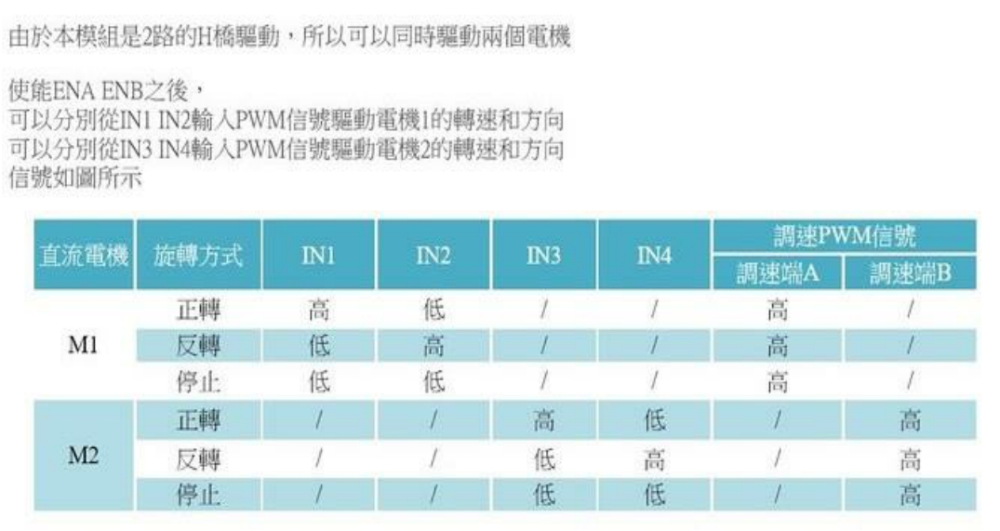 由於本模組是2路的H橋驅動，所以可以同時驅動兩個電機
使能ENA ENB之後，
可以分別從IN1 IN2輸入PWM信號驅動電機1的轉速和方向
可以分別從IN3 IN4輸入PWM信號驅動電機2的轉速和方向
信號如圖所示
直流電機 旋轉方式 IN1 IN2 IN3 IN4 調速PWM信號
調速端A 調速端B
M1 正轉 高 低 / / 高 /
反轉 低 高 / / 高 /
停止 低 低 / / 高 /
M2 正轉 / / 高 低 / 高
反轉 / / 低 高 / 高
停止 / / 低 低 / 高